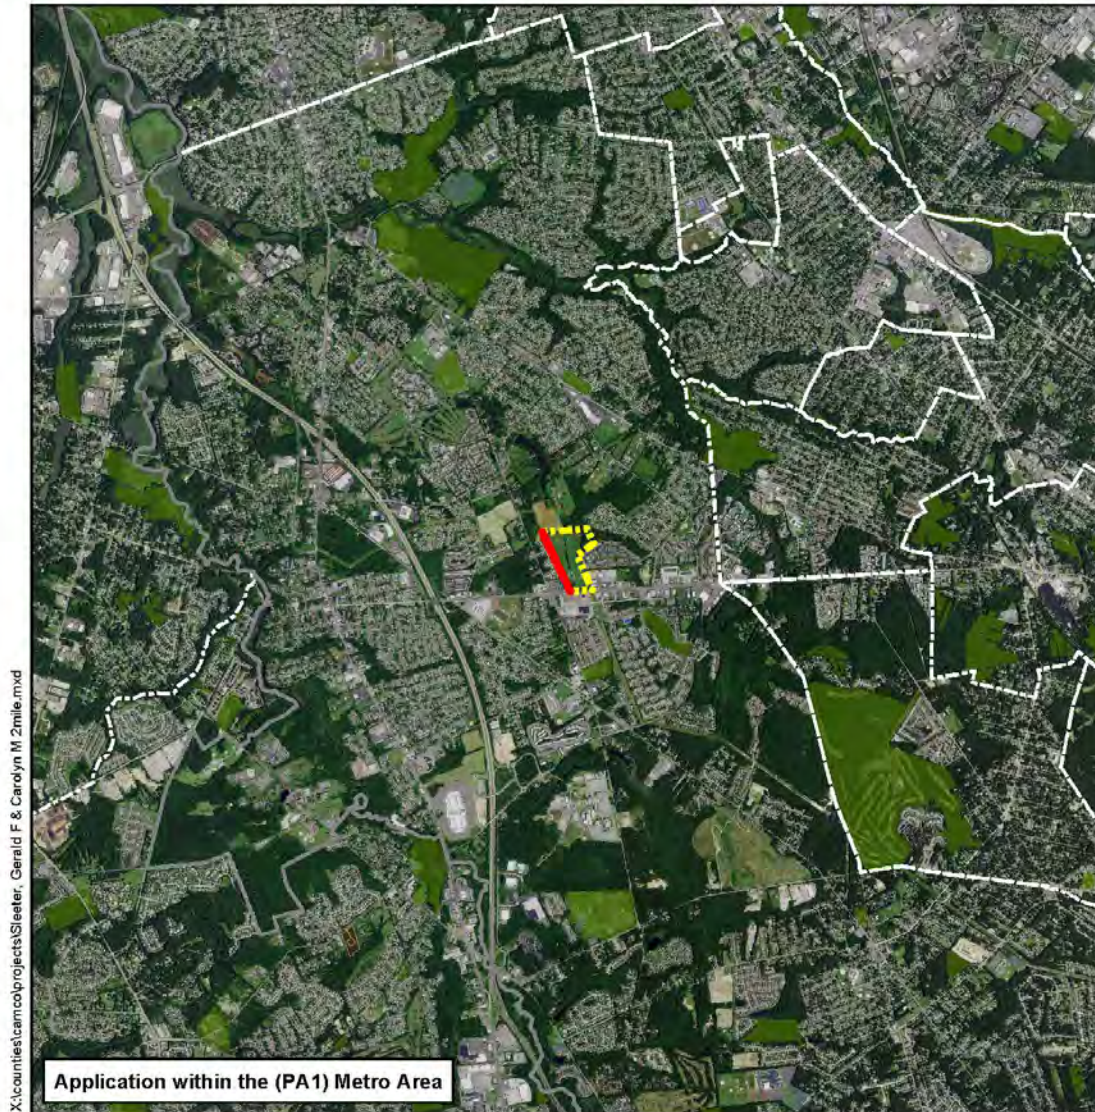 X:\counties\camco\projects\Sleeter, Gerald F & Carolyn M 2mile.mxd
Application within the (PA1) Metro Area